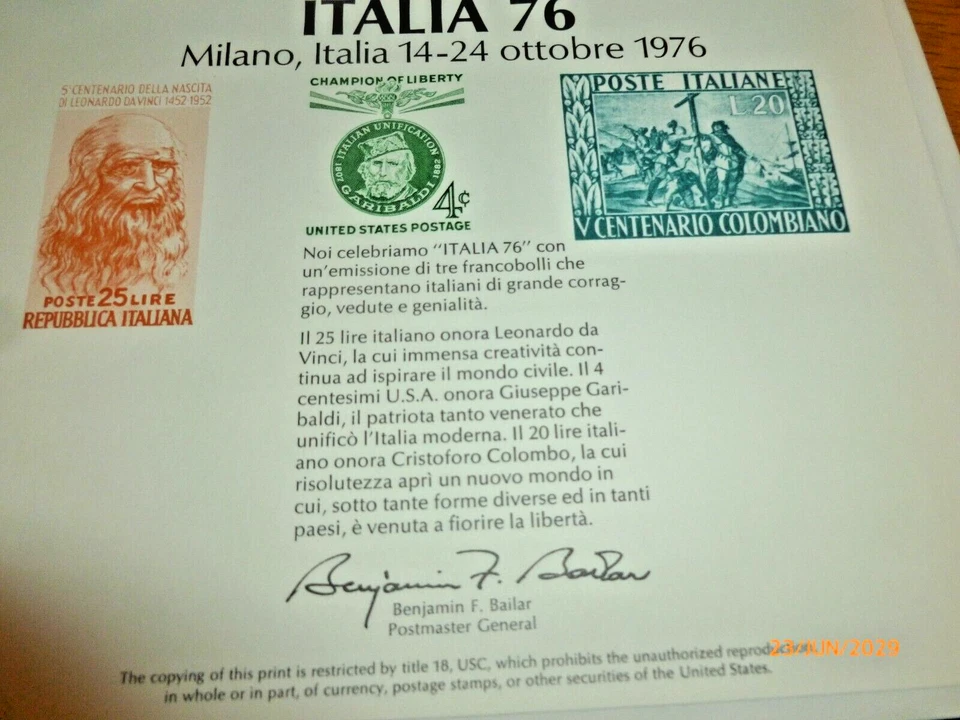 ITALIA 76
Milano, Italia 14-24 ottobre 1976
5° CENTENARIO DELLA NASCITA
DI LEONARDO DA VINCI 1452-1952
POSTE 25 LIRE
REPUBBLICA ITALIANA
CHAMPION OF LIBERTY
1807 ITALIAN UNIFICATION 1882
GARIBALDI
4¢
UNITED STATES POSTAGE
POSTE ITALIANE
L.20
V CENTENARIO COLOMBIANO
Noi celebriamo "ITALIA 76" con
un'emissione di tre francobolli che
rappresentano italiani di grande corrag-
gio, vedute e genialità.
Il 25 lire italiano onora Leonardo da
Vinci, la cui immensa creatività con-
tinua ad ispirare il mondo civile. Il 4
centesimi U.S.A. onora Giuseppe Gari-
baldi, il patriota tanto venerato che
unificò l'Italia moderna. Il 20 lire itali-
ano onora Cristoforo Colombo, la cui
risolutezza aprì un nuovo mondo in
cui, sotto tante forme diverse ed in tanti
paesi, è venuta a fiorire la libertà.
Benjamin F. Bailar
Benjamin F. Bailar
Postmaster General
The copying of this print is restricted by title 18, USC, which prohibits the unauthorized reproduction,
in whole or in part, of currency, postage stamps, or other securities of the United States.
23/JUN/2029